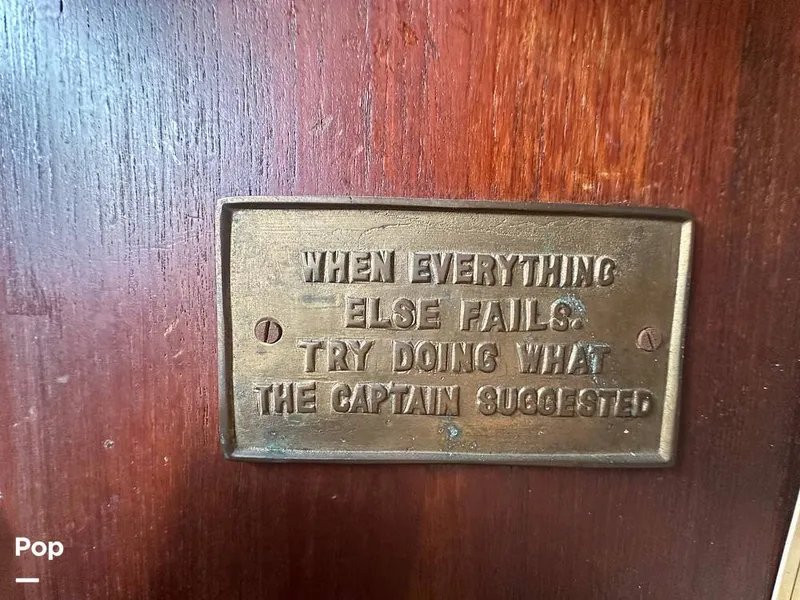 WHEN EVERYTHING
ELSE FAILS.
TRY DOING WHAT
THE CAPTAIN SUGGESTED
Pop